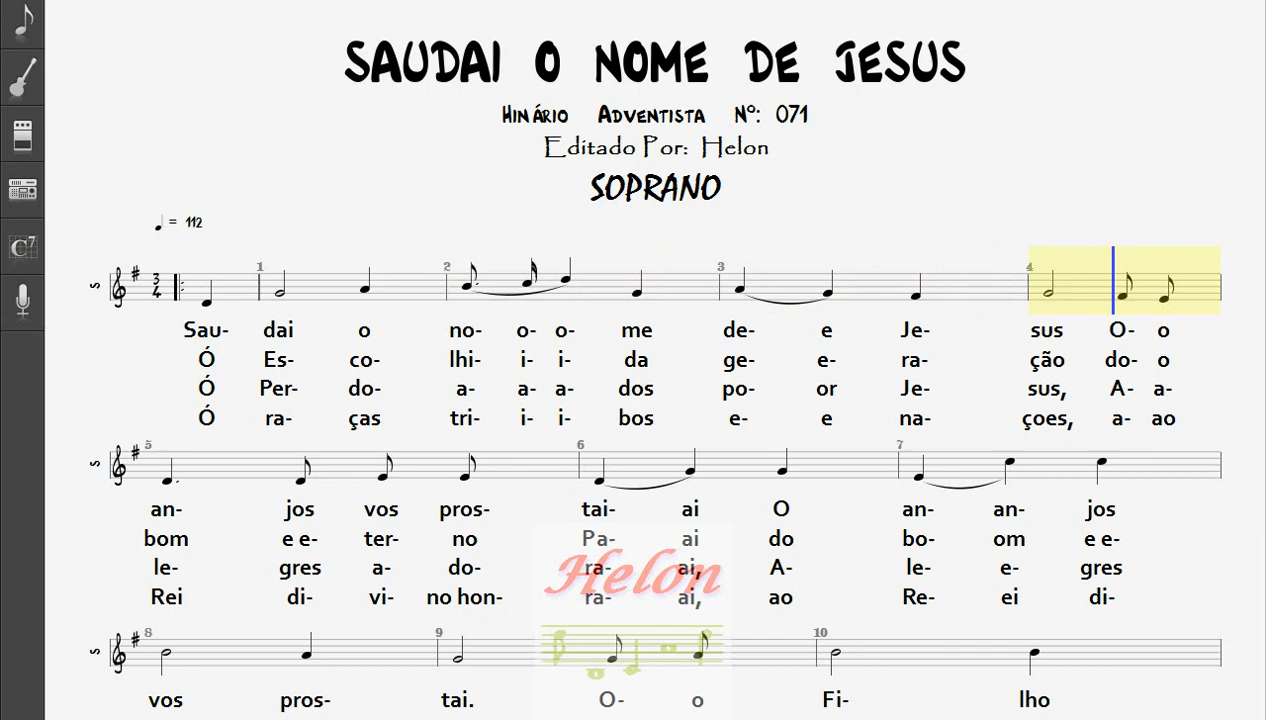 SAUDAI O NOME DE JESUS
HINÁRIO ADVENTISTA Nº: 071
Editado Por: Helon
SOPRANO
= 112
C7
1 2 3 4
S
3
4
Sau- dai o no- o- o- me de- e Je- sus O- o
Ó Es- co- lhi- i- i- da ge- e- ra- ção do- o
Ó Per- do- a- a- a- dos po- or Je- sus, A- a-
Ó ra- ças tri- i- i- bos e- e na- çoes, a- ao
5 6 7
S
an- jos vos pros- tai- ai O an- an- jos
bom e e- ter- no Pa- ai do bo- om e e-
le- gres a- do- ra- ai, A- le- e- gres
Rei di- vi- no hon- ra- ai, ao Re- ei di-
Helon
8 9 10
S
vos pros- tai. O- o Fi- lho